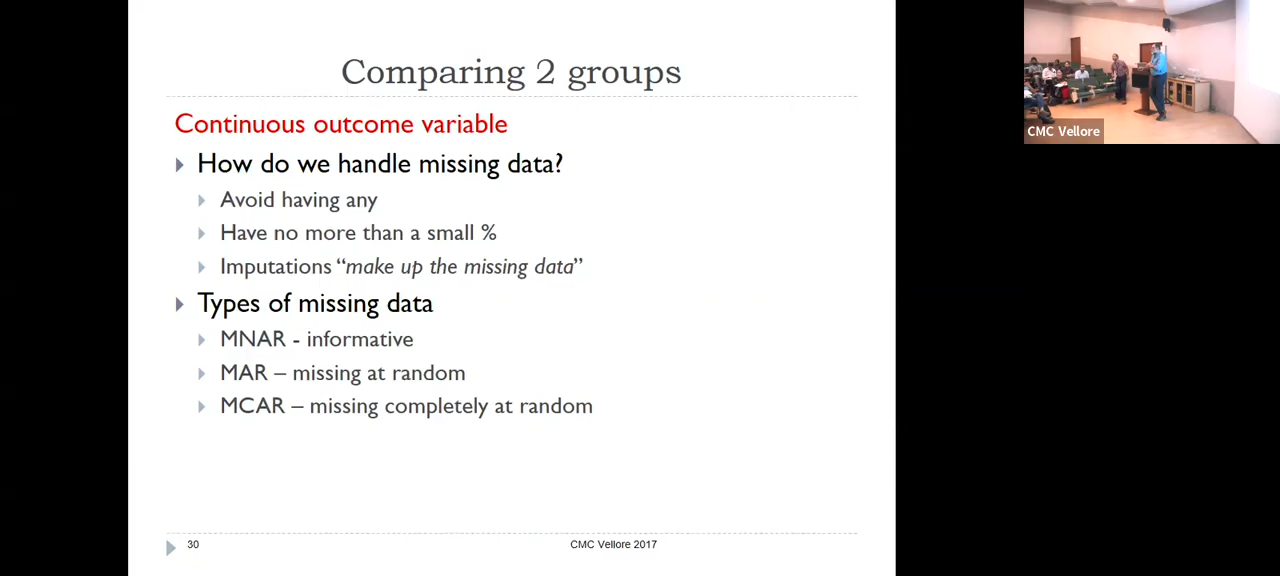 Comparing 2 groups
Continuous outcome variable
How do we handle missing data?
Avoid having any
Have no more than a small %
Imputations “make up the missing data”
Types of missing data
MNAR - informative
MAR – missing at random
MCAR – missing completely at random
30
CMC Vellore 2017
CMC Vellore